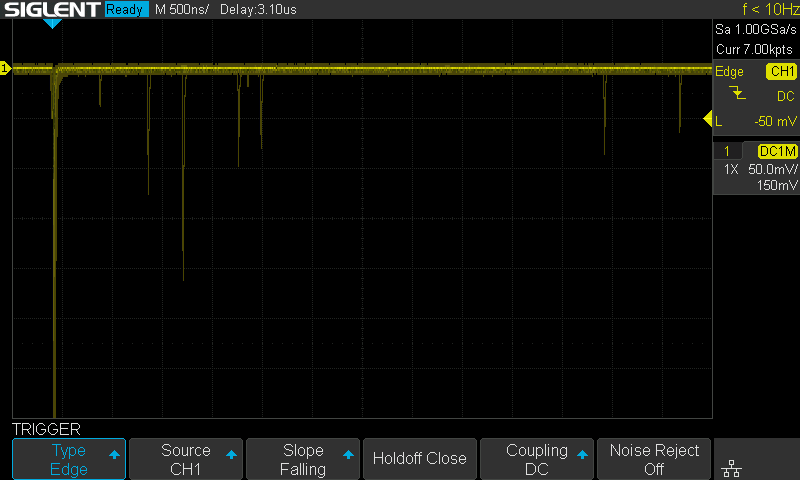 SIGLENT Ready M 500ns/ Delay:3.10us f < 10Hz
Sa 1.00GSa/s
Curr 7.00kpts
Edge CH1
DC
L -50 mV
1 DC1M
1X 50.0mV/
150mV
1
TRIGGER
Type
Edge
Source
CH1
Slope
Falling
Holdoff Close
Coupling
DC
Noise Reject
Off